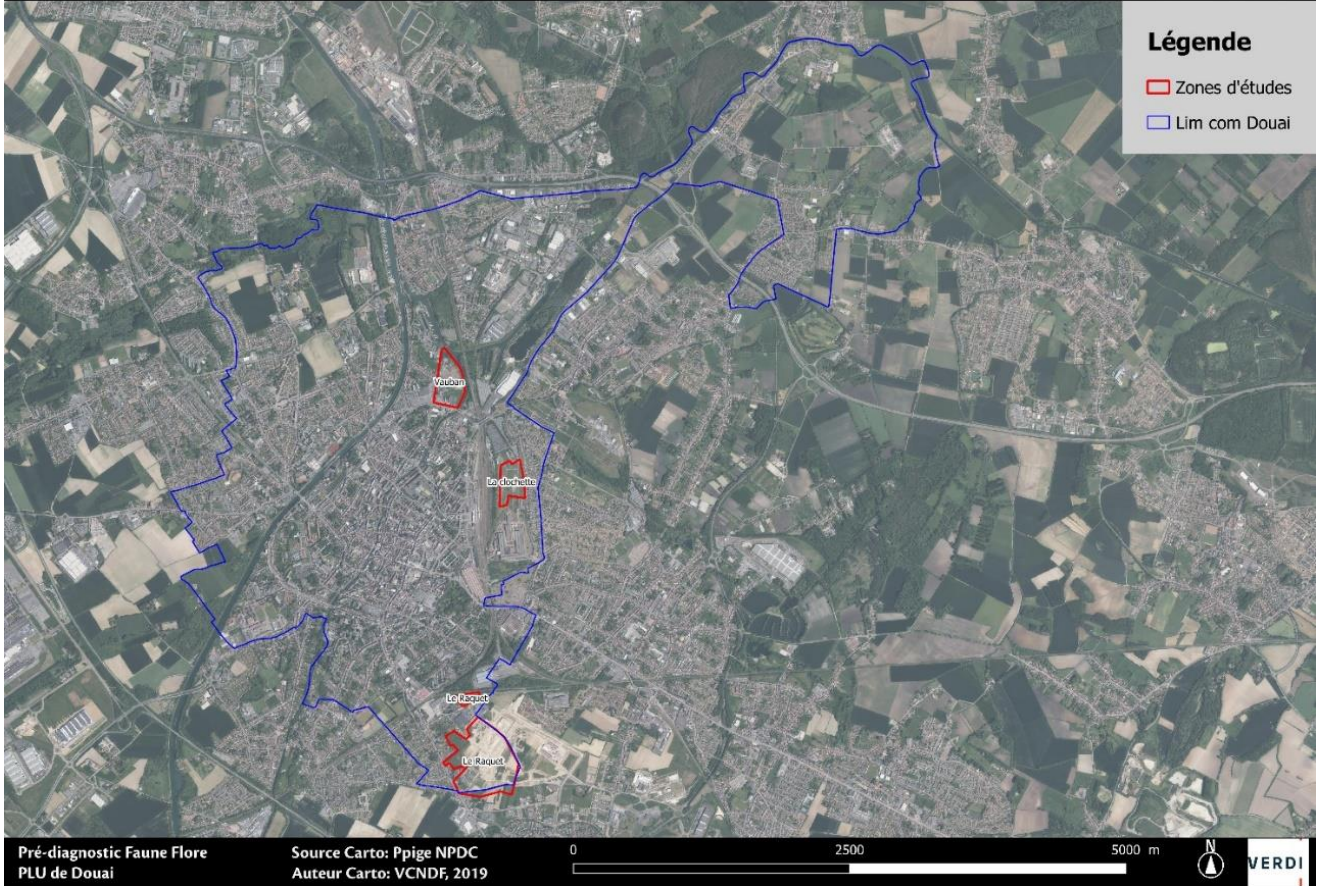 Légende
Zones d'études
Lim com Douai
Vauban
La clochette
Le Raquet
Le Raquet
Pré-diagnostic Faune Flore
PLU de Douai
Source Carto: Ppige NPDC
Auteur Carto: VCNDF, 2019
0 2500 5000 m
N
VERDI